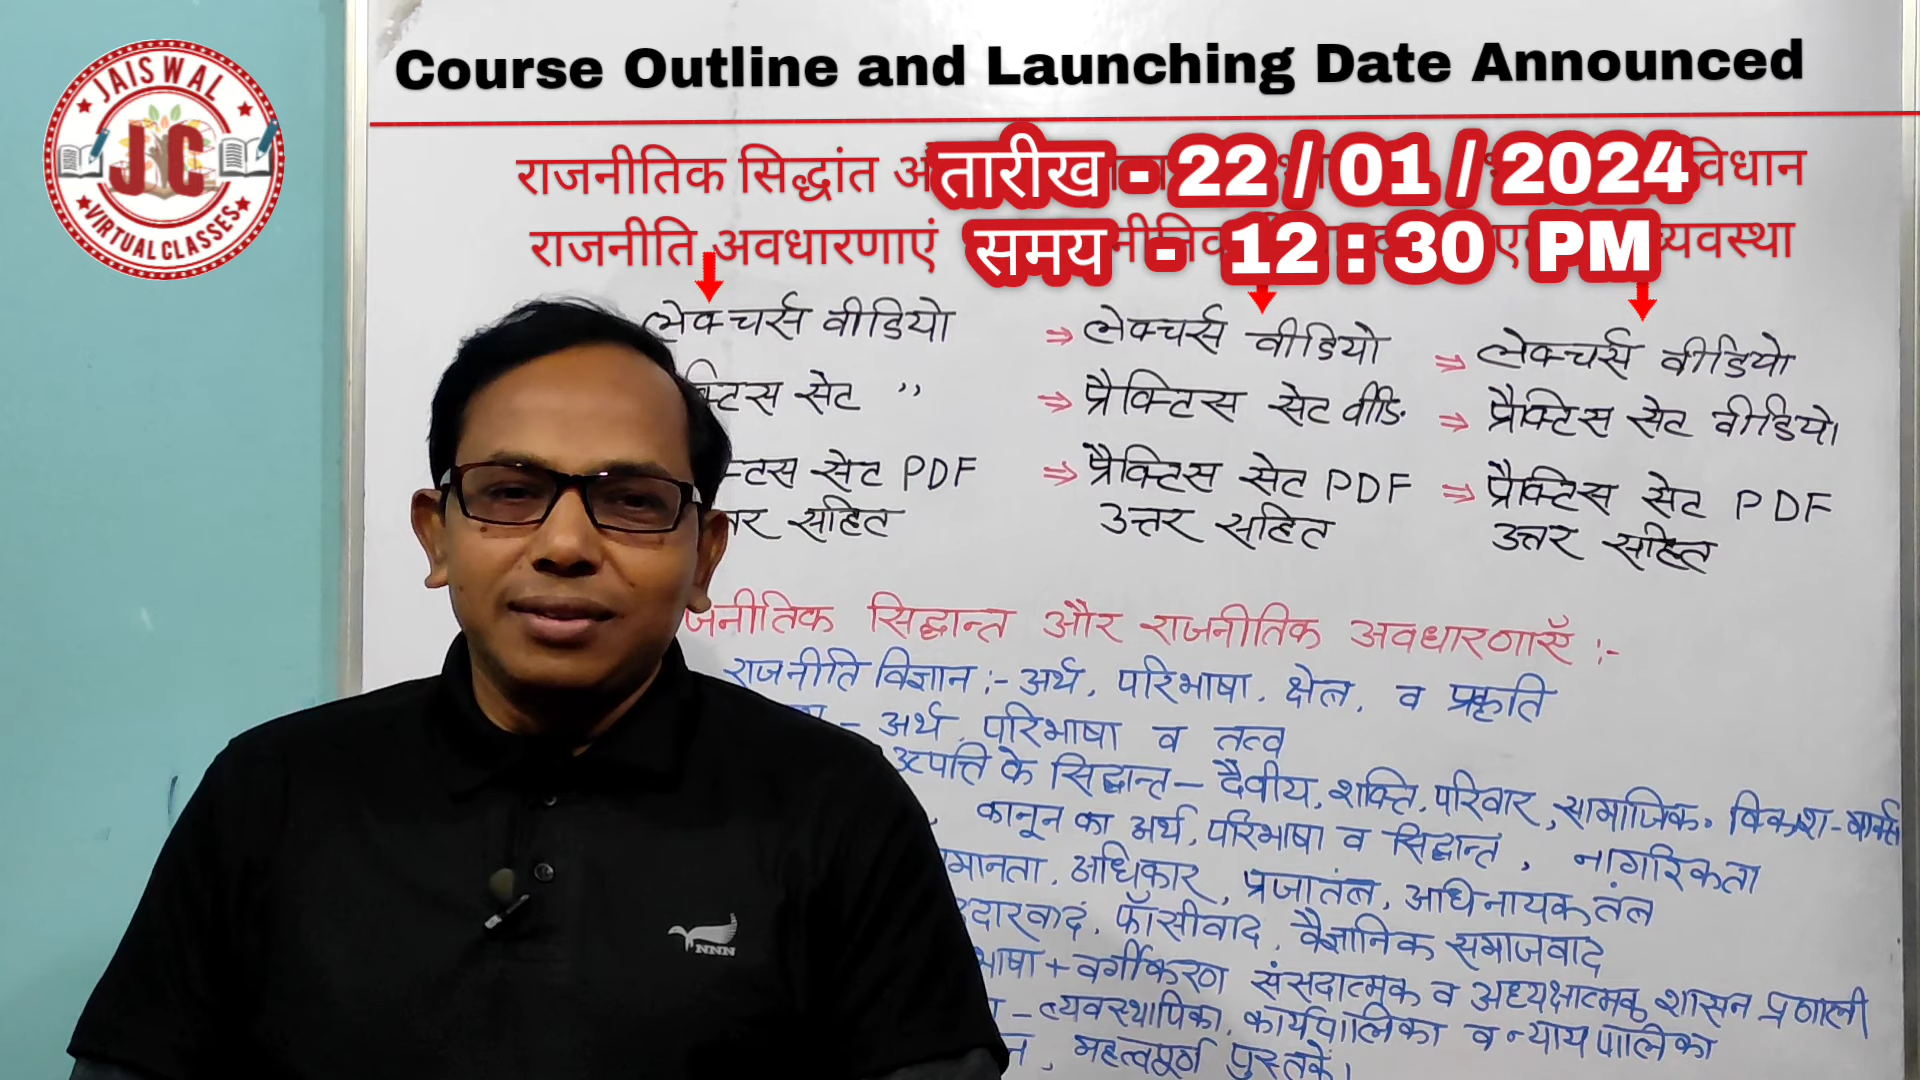 Course Outline and Launching Date Announced
JAISWAL
JC
VIRTUAL CLASSES
राजनीतिक सिद्धांत
विधान
तारीख - 22 / 01 / 2024
राजनीति अवधारणाएं
समय - 12 : 30 PM
लेक्चर्स वीडियो
⇒ लेक्चर्स वीडियो
⇒ लेक्चर्स वीडियो
सेट ,,
⇒ प्रैक्टिस सेट वीडि
⇒ प्रैक्टिस सेट वीडियो
सेट PDF
सहित
⇒ प्रैक्टिस सेट PDF
उत्तर सहित
⇒ प्रैक्टिस सेट PDF
उत्तर सहित
सिद्धान्त और राजनीतिक अवधारणाएँ :-
राजनीति विज्ञान :- अर्थ, परिभाषा, क्षेत्र, व प्रकृति
- अर्थ, परिभाषा व तत्व
उत्पत्ति के सिद्धान्त - दैवीय, शक्ति, परिवार, सामाजिक, विकाश -
, कानून का अर्थ, परिभाषा व सिद्धान्त, नागरिकता
अधिकार, प्रजातंत्र, अधिनायक तंत्र
फॉसीवाद, वैज्ञानिक समाजवाद
+ वर्गीकरण संसदात्मक व अध्यक्षात्मक शासन प्रणाली
- व्यवस्थापिका, कार्यपालिका व न्यायपालिका
, महत्वपूर्ण पुस्तकें।
NNN